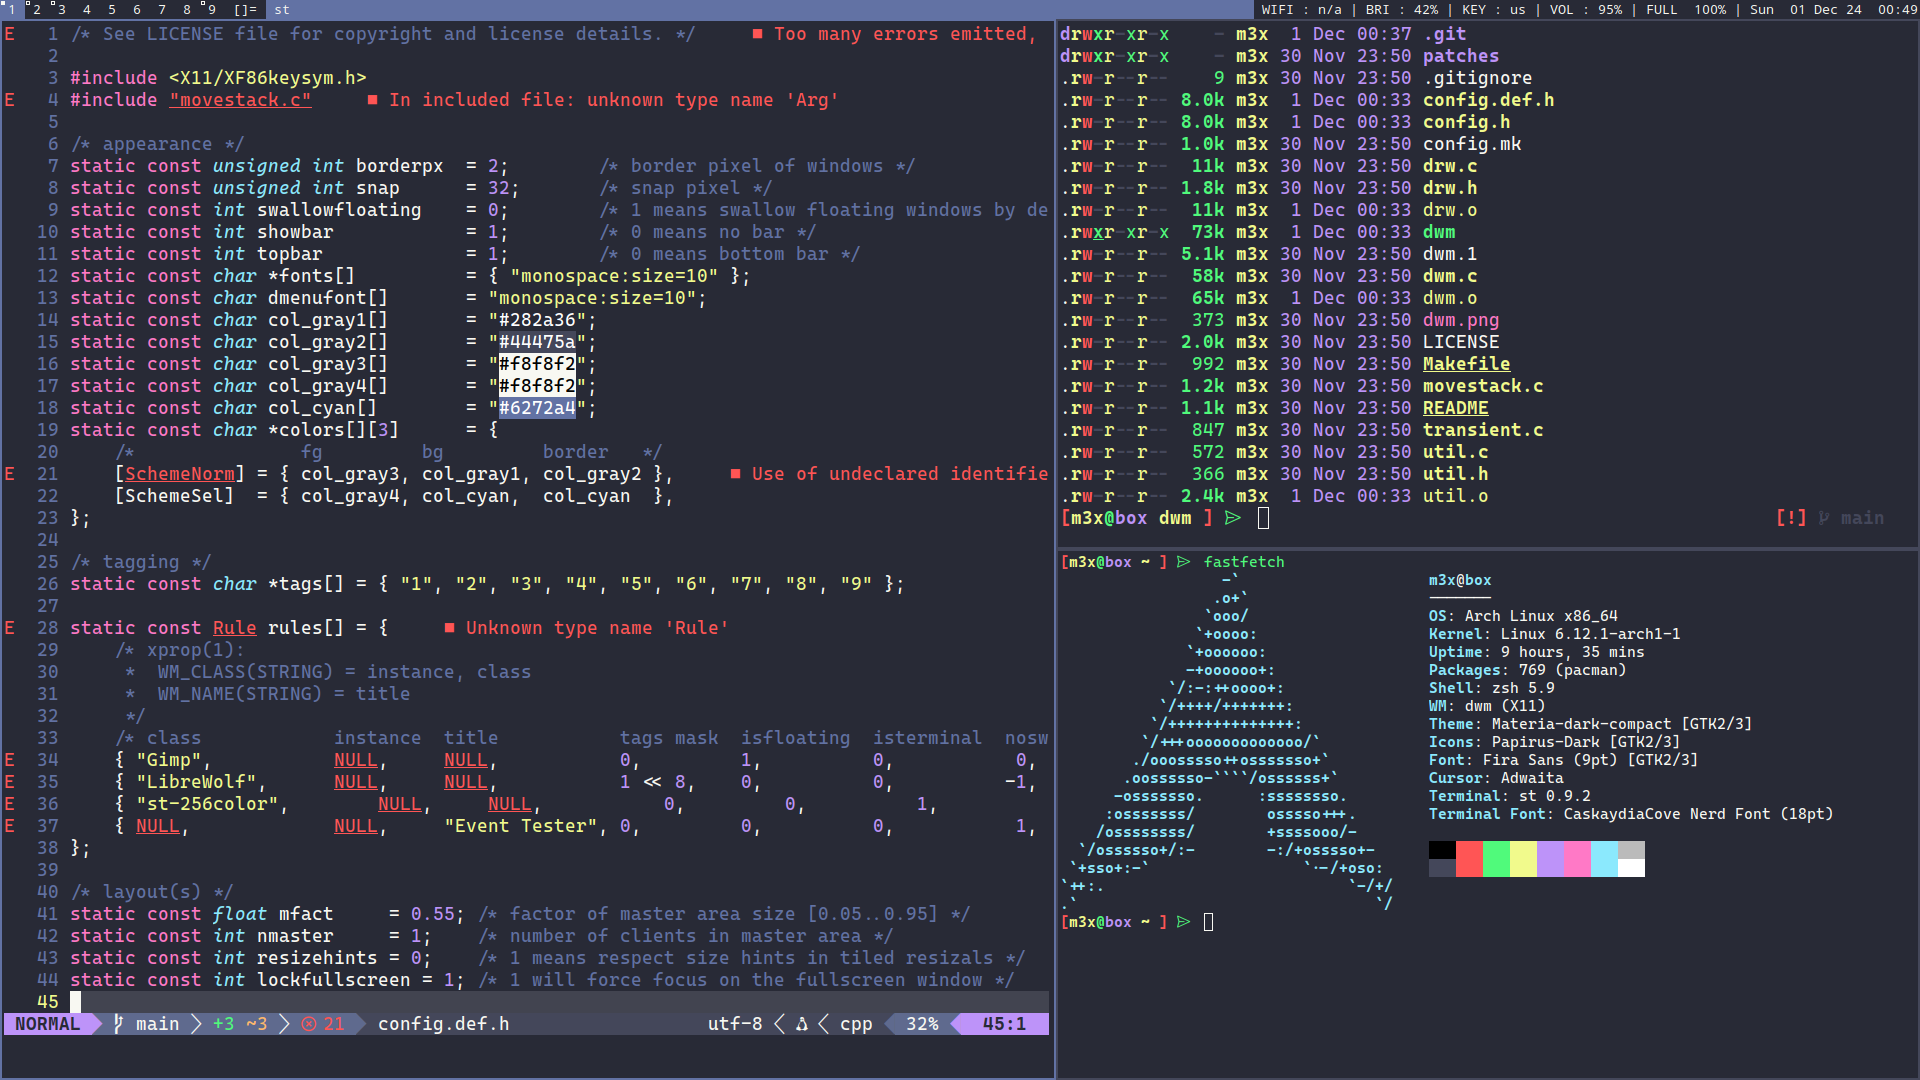 1 2 3 4 5 6 7 8 9 []= st
WIFI : n/a | BRI : 42% | KEY : us | VOL : 95% | FULL 100% | Sun 01 Dec 24 00:49
E 1 /* See LICENSE file for copyright and license details. */ ■ Too many errors emitted,
2
3 #include <X11/XF86keysym.h>
E 4 #include "movestack.c" ■ In included file: unknown type name 'Arg'
5
6 /* appearance */
7 static const unsigned int borderpx = 2; /* border pixel of windows */
8 static const unsigned int snap = 32; /* snap pixel */
9 static const int swallowfloating = 0; /* 1 means swallow floating windows by de
10 static const int showbar = 1; /* 0 means no bar */
11 static const int topbar = 1; /* 0 means bottom bar */
12 static const char *fonts[] = { "monospace:size=10" };
13 static const char dmenufont[] = "monospace:size=10";
14 static const char col_gray1[] = "#282a36";
15 static const char col_gray2[] = "#44475a";
16 static const char col_gray3[] = "#f8f8f2";
17 static const char col_gray4[] = "#f8f8f2";
18 static const char col_cyan[] = "#6272a4";
19 static const char *colors[][3] = {
20 /* fg bg border */
E 21 [SchemeNorm] = { col_gray3, col_gray1, col_gray2 }, ■ Use of undeclared identifie
22 [SchemeSel] = { col_gray4, col_cyan, col_cyan },
23 };
24
25 /* tagging */
26 static const char *tags[] = { "1", "2", "3", "4", "5", "6", "7", "8", "9" };
27
E 28 static const Rule rules[] = { ■ Unknown type name 'Rule'
29 /* xprop(1):
30 * WM_CLASS(STRING) = instance, class
31 * WM_NAME(STRING) = title
32 */
33 /* class instance title tags mask isfloating isterminal nosw
E 34 { "Gimp", NULL, NULL, 0, 1, 0, 0,
E 35 { "LibreWolf", NULL, NULL, 1 << 8, 0, 0, -1,
E 36 { "st-256color", NULL, NULL, 0, 0, 1,
E 37 { NULL, NULL, "Event Tester", 0, 0, 0, 1,
38 };
39
40 /* layout(s) */
41 static const float mfact = 0.55; /* factor of master area size [0.05..0.95] */
42 static const int nmaster = 1; /* number of clients in master area */
43 static const int resizehints = 0; /* 1 means respect size hints in tiled resizals */
44 static const int lockfullscreen = 1; /* 1 will force focus on the fullscreen window */
45
NORMAL main +3 ~3 21 config.def.h utf-8 cpp 32% 45:1
drwxr-xr-x - m3x 1 Dec 00:37 .git
drwxr-xr-x - m3x 30 Nov 23:50 patches
.rw-r--r-- 9 m3x 30 Nov 23:50 .gitignore
.rw-r--r-- 8.0k m3x 1 Dec 00:33 config.def.h
.rw-r--r-- 8.0k m3x 1 Dec 00:33 config.h
.rw-r--r-- 1.0k m3x 30 Nov 23:50 config.mk
.rw-r--r-- 11k m3x 30 Nov 23:50 drw.c
.rw-r--r-- 1.8k m3x 30 Nov 23:50 drw.h
.rw-r--r-- 11k m3x 1 Dec 00:33 drw.o
.rwxr-xr-x 73k m3x 1 Dec 00:33 dwm
.rw-r--r-- 5.1k m3x 30 Nov 23:50 dwm.1
.rw-r--r-- 58k m3x 30 Nov 23:50 dwm.c
.rw-r--r-- 65k m3x 1 Dec 00:33 dwm.o
.rw-r--r-- 373 m3x 30 Nov 23:50 dwm.png
.rw-r--r-- 2.0k m3x 30 Nov 23:50 LICENSE
.rw-r--r-- 992 m3x 30 Nov 23:50 Makefile
.rw-r--r-- 1.2k m3x 30 Nov 23:50 movestack.c
.rw-r--r-- 1.1k m3x 30 Nov 23:50 README
.rw-r--r-- 847 m3x 30 Nov 23:50 transient.c
.rw-r--r-- 572 m3x 30 Nov 23:50 util.c
.rw-r--r-- 366 m3x 30 Nov 23:50 util.h
.rw-r--r-- 2.4k m3x 1 Dec 00:33 util.o
[m3x@box dwm ] [!] main
[m3x@box ~ ] fastfetch
-`
.o+`
`ooo/
`+oooo:
`+oooooo:
-+oooooo+:
`/:-:++oooo+:
`/++++/+++++++:
`/++++++++++++++:
`/+++ooooooooooooo/`
./ooosssso++osssssso+`
.oossssso-````/ossssss+`
-osssssso. :ssssssso.
:osssssss/ osssso+++.
/ossssssss/ +ssssooo/-
`/ossssso+/:- -:/+osssso+-
`+sso+:-` `.-/+oso:
`++:. `-/+/
.` `/
m3x@box
-------
OS: Arch Linux x86_64
Kernel: Linux 6.12.1-arch1-1
Uptime: 9 hours, 35 mins
Packages: 769 (pacman)
Shell: zsh 5.9
WM: dwm (X11)
Theme: Materia-dark-compact [GTK2/3]
Icons: Papirus-Dark [GTK2/3]
Font: Fira Sans (9pt) [GTK2/3]
Cursor: Adwaita
Terminal: st 0.9.2
Terminal Font: CaskaydiaCove Nerd Font (18pt)
[m3x@box ~ ]